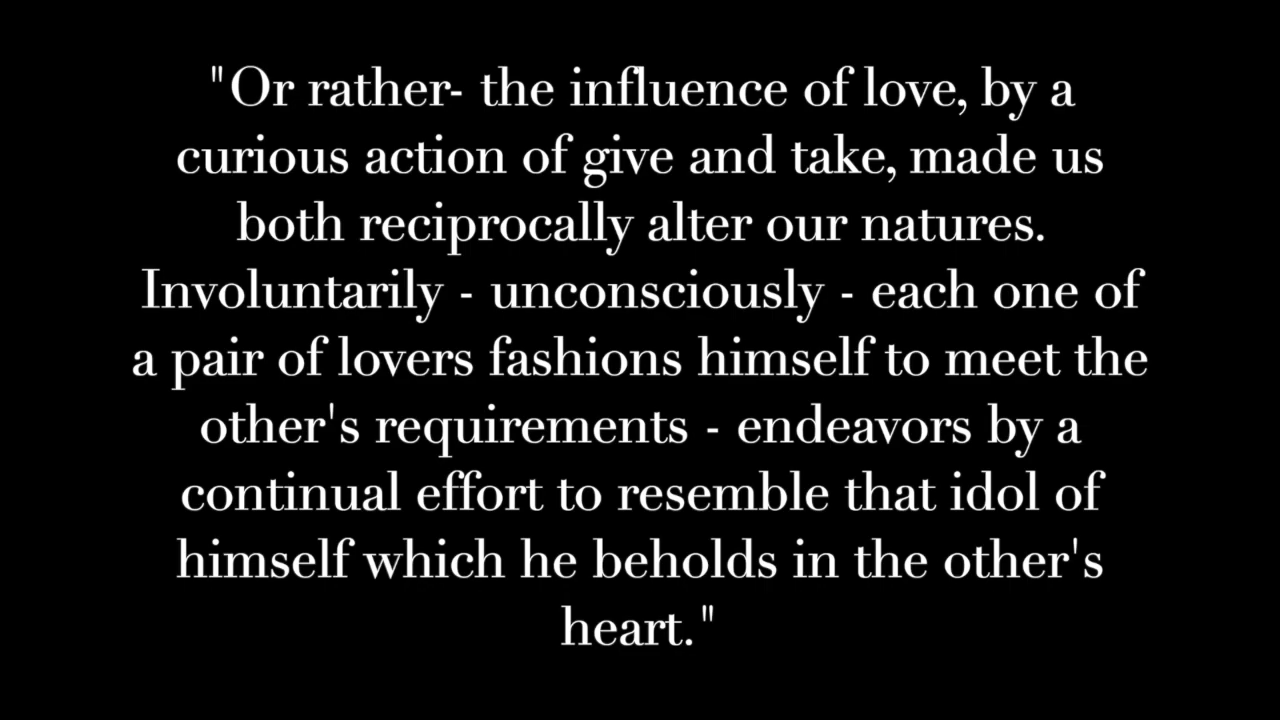 "Or rather- the influence of love, by a
curious action of give and take, made us
both reciprocally alter our natures.
Involuntarily - unconsciously - each one of
a pair of lovers fashions himself to meet the
other's requirements - endeavors by a
continual effort to resemble that idol of
himself which he beholds in the other's
heart."